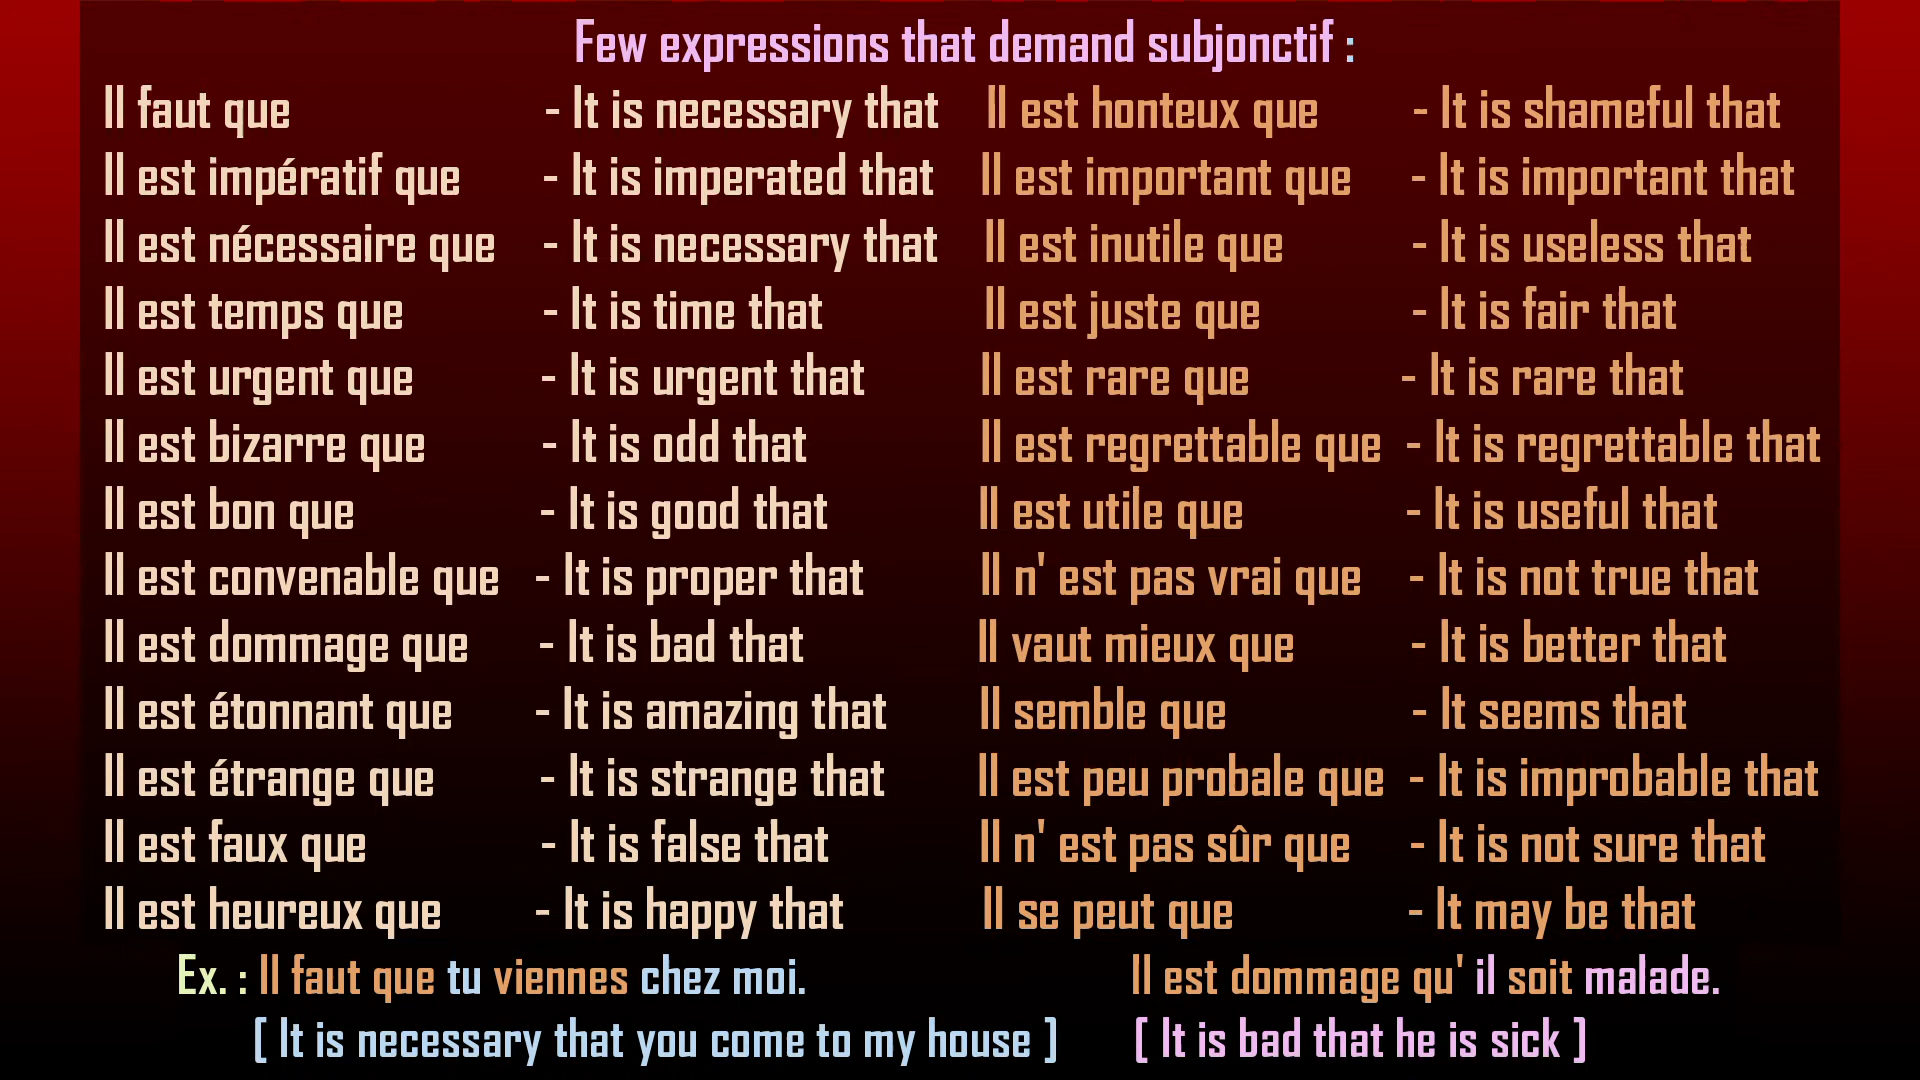 Few expressions that demand subjonctif :
Il faut que - It is necessary that
Il est impératif que - It is imperated that
Il est nécessaire que - It is necessary that
Il est temps que - It is time that
Il est urgent que - It is urgent that
Il est bizarre que - It is odd that
Il est bon que - It is good that
Il est convenable que - It is proper that
Il est dommage que - It is bad that
Il est étonnant que - It is amazing that
Il est étrange que - It is strange that
Il est faux que - It is false that
Il est heureux que - It is happy that
Il est honteux que - It is shameful that
Il est important que - It is important that
Il est inutile que - It is useless that
Il est juste que - It is fair that
Il est rare que - It is rare that
Il est regrettable que - It is regrettable that
Il est utile que - It is useful that
Il n' est pas vrai que - It is not true that
Il vaut mieux que - It is better that
Il semble que - It seems that
Il est peu probale que - It is improbable that
Il n' est pas sûr que - It is not sure that
Il se peut que - It may be that
Ex. : Il faut que tu viennes chez moi.
[ It is necessary that you come to my house ]
Il est dommage qu' il soit malade.
[ It is bad that he is sick ]